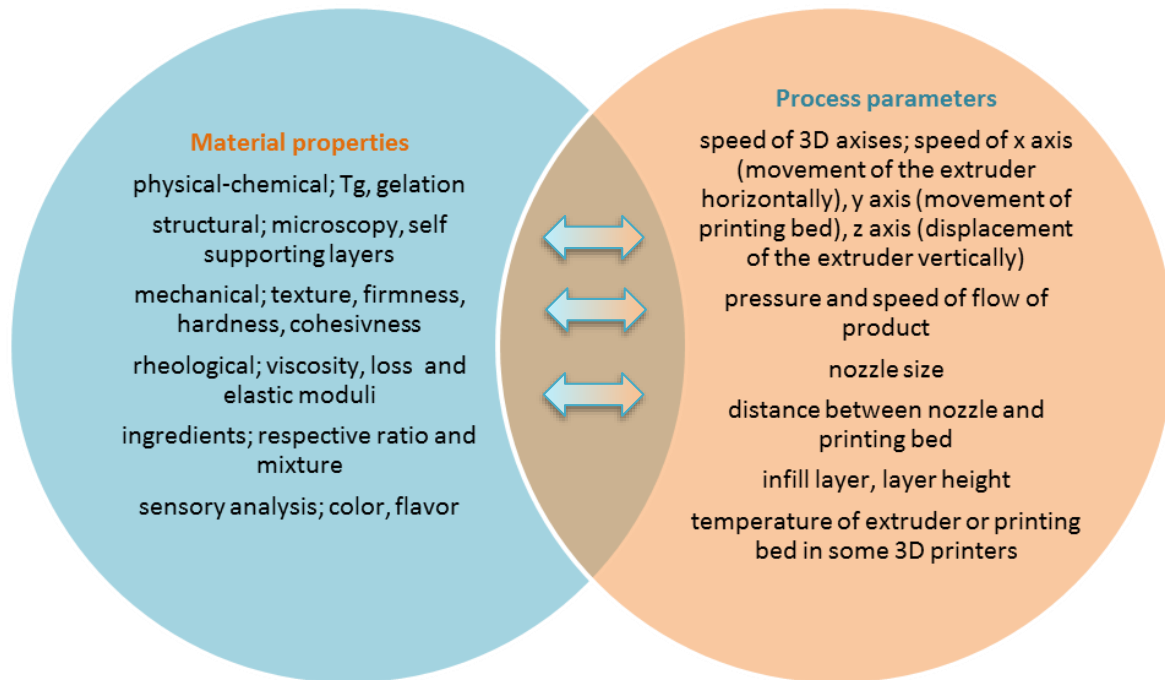 Material properties
physical-chemical; Tg, gelation
structural; microscopy, self
supporting layers
mechanical; texture, firmness,
hardness, cohesivness
rheological; viscosity, loss and
elastic moduli
ingredients; respective ratio and
mixture
sensory analysis; color, flavor
Process parameters
speed of 3D axises; speed of x axis
(movement of the extruder
horizontally), y axis (movement of
printing bed), z axis (displacement
of the extruder vertically)
pressure and speed of flow of
product
nozzle size
distance between nozzle and
printing bed
infill layer, layer height
temperature of extruder or printing
bed in some 3D printers